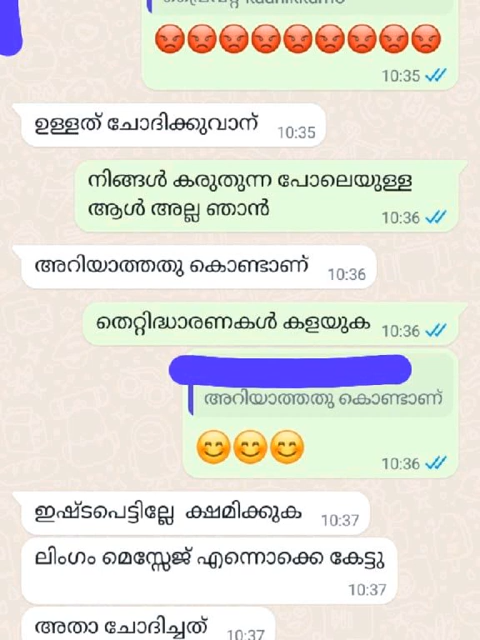 10:35
ഉള്ളത് ചോദിക്കുവാന്
10:35
നിങ്ങൾ കരുതുന്ന പോലെയുള്ള
ആൾ അല്ല ഞാൻ
10:36
അറിയാത്തതു കൊണ്ടാണ്
10:36
തെറ്റിദ്ധാരണകൾ കളയുക
10:36
അറിയാത്തതു കൊണ്ടാണ്
😊😊😊
10:36
ഇഷ്ടപെട്ടില്ലേ ക്ഷമിക്കുക
10:37
ലിംഗം മെസ്സേജ് എന്നൊക്കെ കേട്ടു
10:37
അതാ ചോദിച്ചത്
10:37